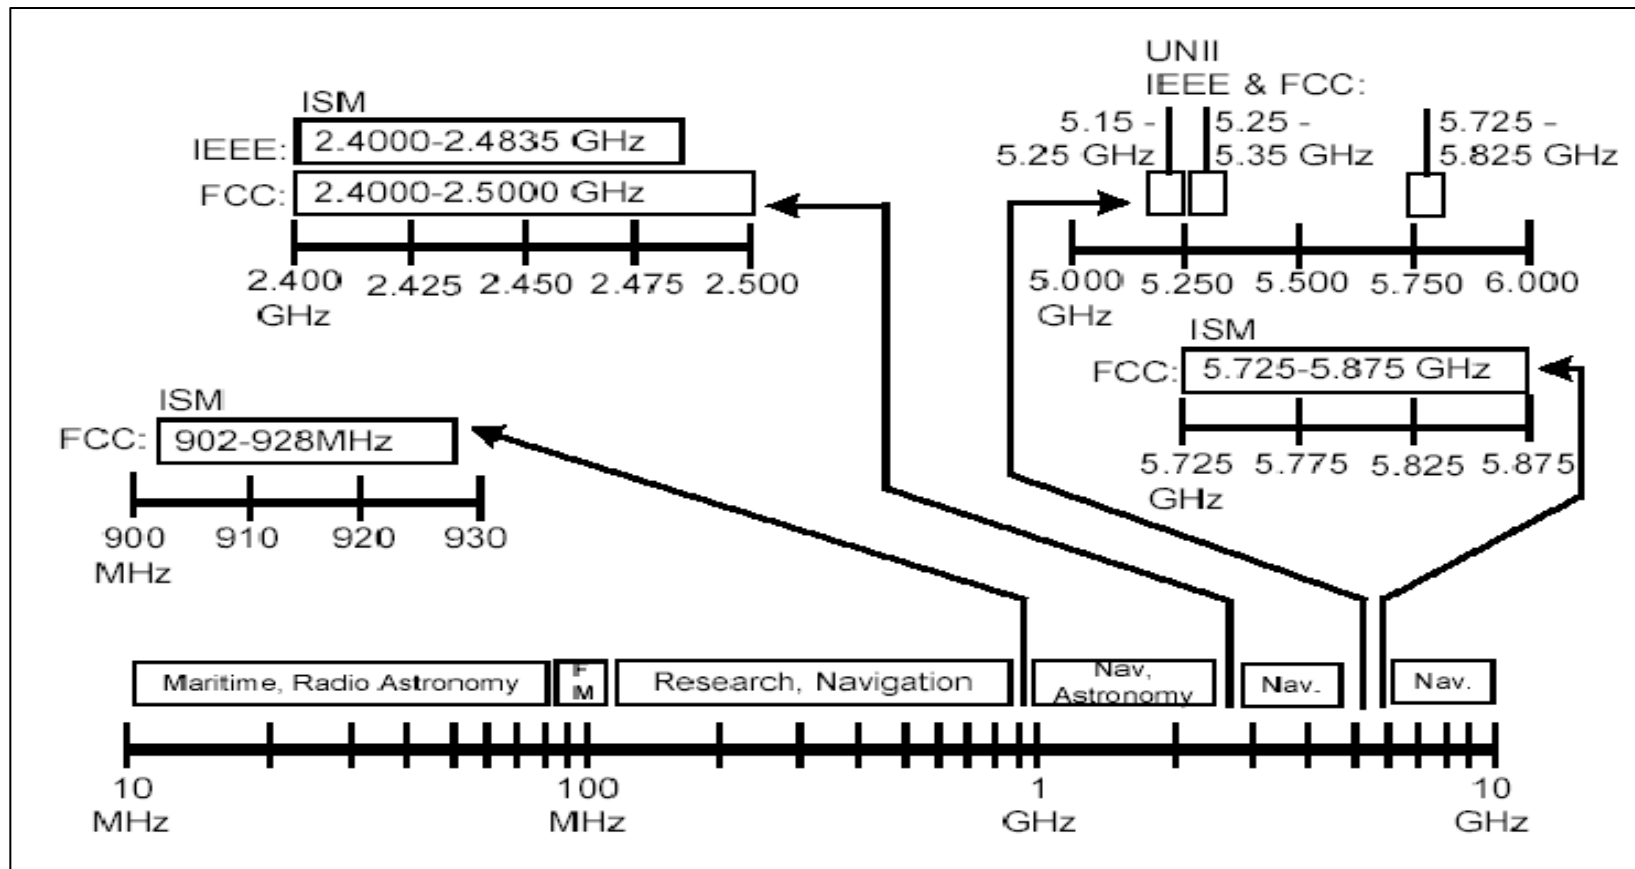 ISM
IEEE: 2.4000-2.4835 GHz
FCC: 2.4000-2.5000 GHz
2.400 2.425 2.450 2.475 2.500
GHz
UNII
IEEE & FCC:
5.15 -
5.25 GHz
5.25 -
5.35 GHz
5.725 -
5.825 GHz
5.000 5.250 5.500 5.750 6.000
GHz
ISM
FCC: 5.725-5.875 GHz
5.725 5.775 5.825 5.875
GHz
ISM
FCC: 902-928MHz
900 910 920 930
MHz
Maritime, Radio Astronomy
F
M
Research, Navigation
Nav,
Astronomy
Nav.
Nav.
10 100 1 10
MHz MHz GHz GHz